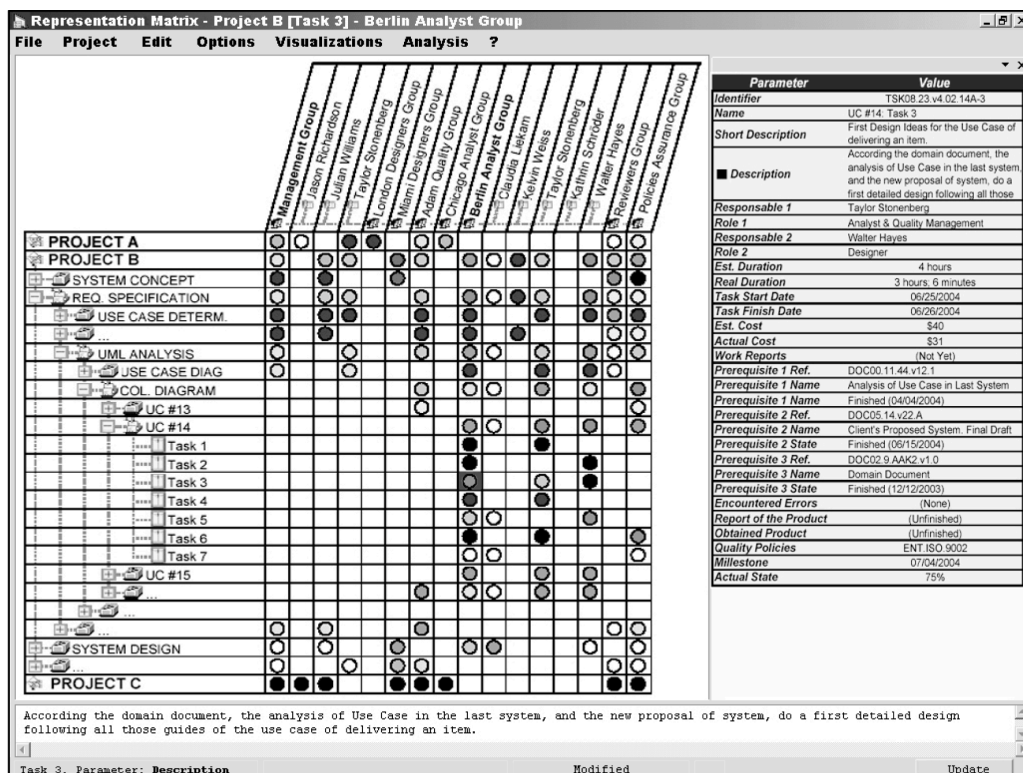 Representation Matrix - Project B [Task 3] - Berlin Analyst Group
File Project Edit Options Visualizations Analysis ?
Management Group
Jason Richardson
Julian Williams
Taylor Stonenberg
London Designers Group
Miami Designers Group
Adam Quality Group
Chicago Analyst Group
Berlin Analyst Group
Claudia Liekam
Kelvin Weiss
Taylor Stonenberg
Kathrin Schröder
Walter Hayes
Reviewers Group
Policies Assurance Group
PROJECT A
PROJECT B
SYSTEM CONCEPT
REQ. SPECIFICATION
USE CASE DETERM.
...
UML ANALYSIS
USE CASE DIAG
COL. DIAGRAM
UC #13
UC #14
Task 1
Task 2
Task 3
Task 4
Task 5
Task 6
Task 7
UC #15
...
...
...
SYSTEM DESIGN
...
PROJECT C
Parameter Value
Identifier TSK08.23.v4.02.14A-3
Name UC #14: Task 3
Short Description First Design Ideas for the Use Case of
delivering an item.
Description According the domain document, the
analysis of Use Case in the last system,
and the new proposal of system, do a
first detailed design following all those
Responsable 1 Taylor Stonenberg
Role 1 Analyst & Quality Management
Responsable 2 Walter Hayes
Role 2 Designer
Est. Duration 4 hours
Real Duration 3 hours; 6 minutes
Task Start Date 06/25/2004
Task Finish Date 06/26/2004
Est. Cost $40
Actual Cost $31
Work Reports (Not Yet)
Prerequisite 1 Ref. DOC00.11.44.v12.1
Prerequisite 1 Name Analysis of Use Case in Last System
Prerequisite 1 Name Finished (04/04/2004)
Prerequisite 2 Ref. DOC05.14.v22.A
Prerequisite 2 Name Client's Proposed System. Final Draft
Prerequisite 2 State Finished (06/15/2004)
Prerequisite 3 Ref. DOC02.9.AAK2.v1.0
Prerequisite 3 Name Domain Document
Prerequisite 3 State Finished (12/12/2003)
Encountered Errors (None)
Report of the Product (Unfinished)
Obtained Product (Unfinished)
Quality Policies ENT.ISO.9002
Milestone 07/04/2004
Actual State 75%
According the domain document, the analysis of Use Case in the last system, and the new proposal of system, do a first detailed design
following all those guides of the use case of delivering an item.
Task 3. Parameter: Description Modified Update